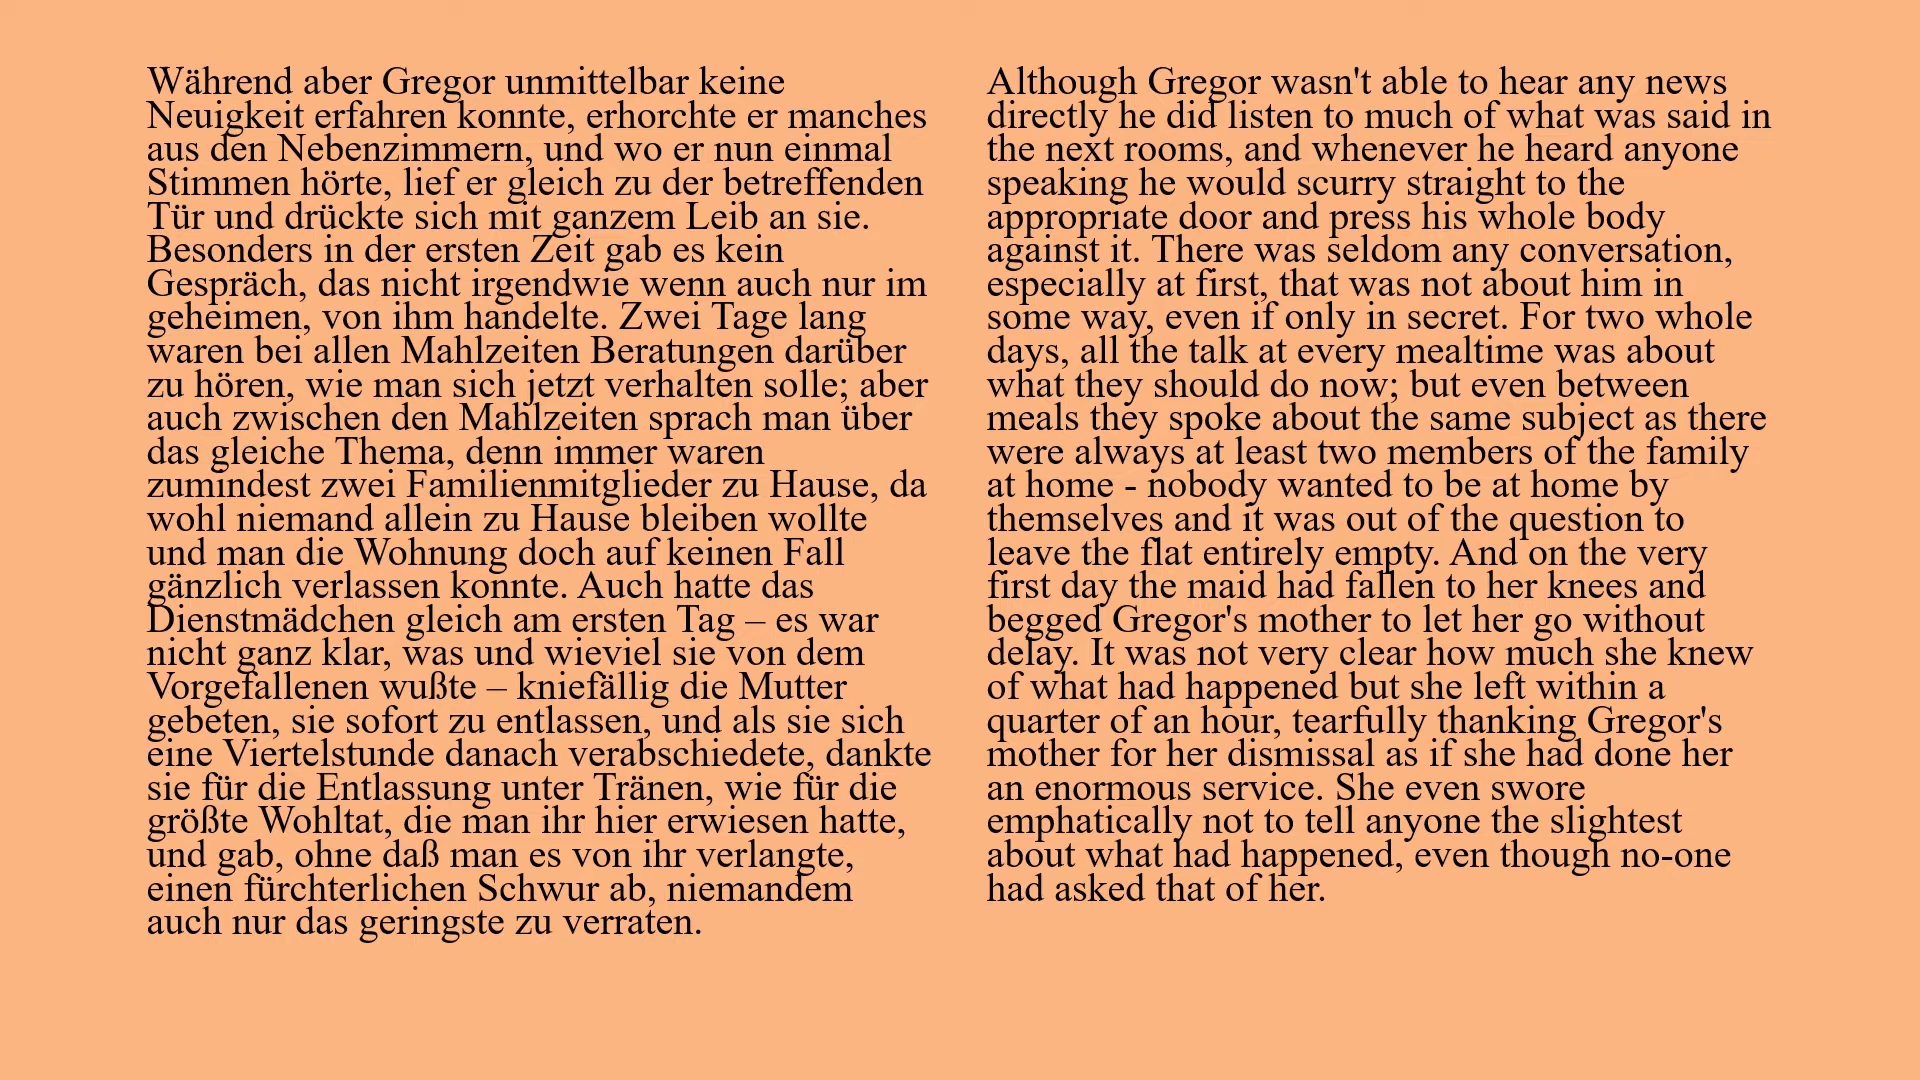 Während aber Gregor unmittelbar keine
Neuigkeit erfahren konnte, erhorchte er manches
aus den Nebenzimmern, und wo er nun einmal
Stimmen hörte, lief er gleich zu der betreffenden
Tür und drückte sich mit ganzem Leib an sie.
Besonders in der ersten Zeit gab es kein
Gespräch, das nicht irgendwie wenn auch nur im
geheimen, von ihm handelte. Zwei Tage lang
waren bei allen Mahlzeiten Beratungen darüber
zu hören, wie man sich jetzt verhalten solle; aber
auch zwischen den Mahlzeiten sprach man über
das gleiche Thema, denn immer waren
zumindest zwei Familienmitglieder zu Hause, da
wohl niemand allein zu Hause bleiben wollte
und man die Wohnung doch auf keinen Fall
gänzlich verlassen konnte. Auch hatte das
Dienstmädchen gleich am ersten Tag – es war
nicht ganz klar, was und wieviel sie von dem
Vorgefallenen wußte – kniefällig die Mutter
gebeten, sie sofort zu entlassen, und als sie sich
eine Viertelstunde danach verabschiedete, dankte
sie für die Entlassung unter Tränen, wie für die
größte Wohltat, die man ihr hier erwiesen hatte,
und gab, ohne daß man es von ihr verlangte,
einen fürchterlichen Schwur ab, niemandem
auch nur das geringste zu verraten.
Although Gregor wasn't able to hear any news
directly he did listen to much of what was said in
the next rooms, and whenever he heard anyone
speaking he would scurry straight to the
appropriate door and press his whole body
against it. There was seldom any conversation,
especially at first, that was not about him in
some way, even if only in secret. For two whole
days, all the talk at every mealtime was about
what they should do now; but even between
meals they spoke about the same subject as there
were always at least two members of the family
at home - nobody wanted to be at home by
themselves and it was out of the question to
leave the flat entirely empty. And on the very
first day the maid had fallen to her knees and
begged Gregor's mother to let her go without
delay. It was not very clear how much she knew
of what had happened but she left within a
quarter of an hour, tearfully thanking Gregor's
mother for her dismissal as if she had done her
an enormous service. She even swore
emphatically not to tell anyone the slightest
about what had happened, even though no-one
had asked that of her.